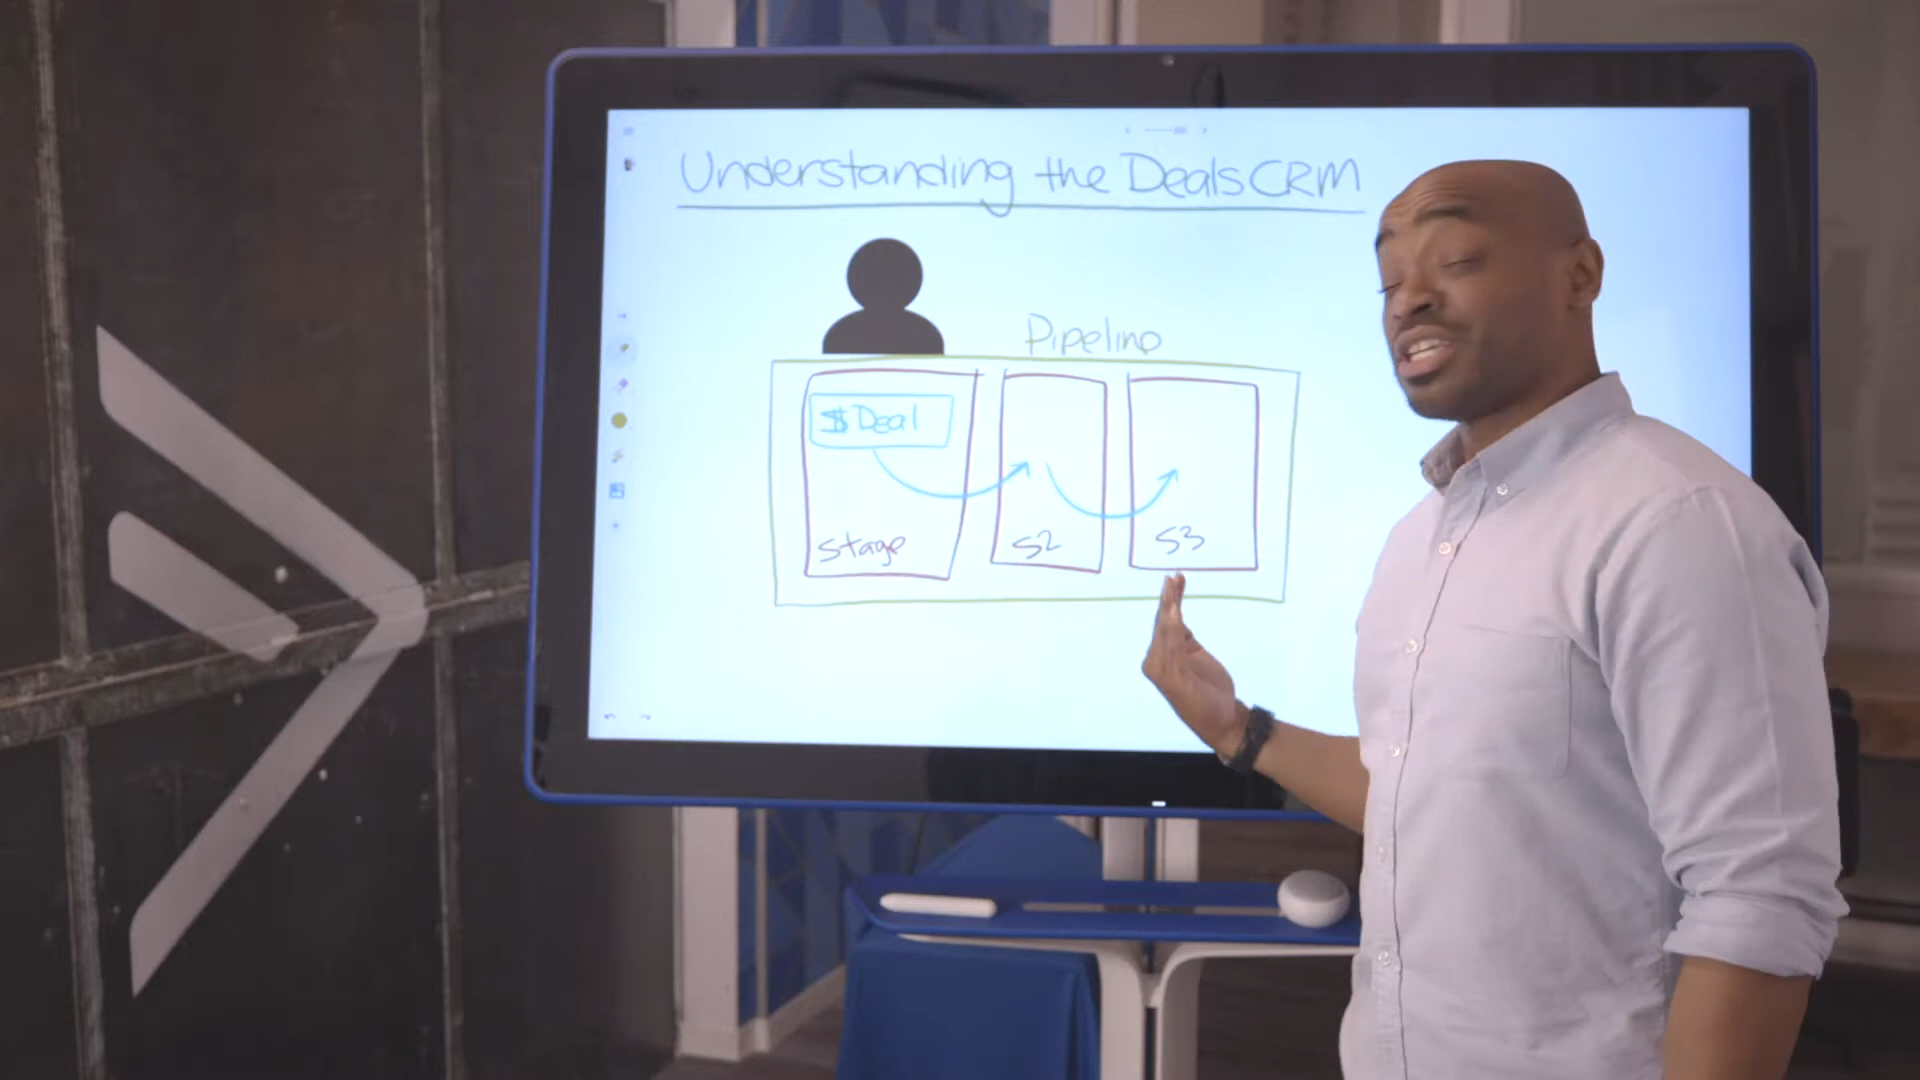 Understanding the Deals CRM
Pipeline
$ Deal
Stage
S2
S3